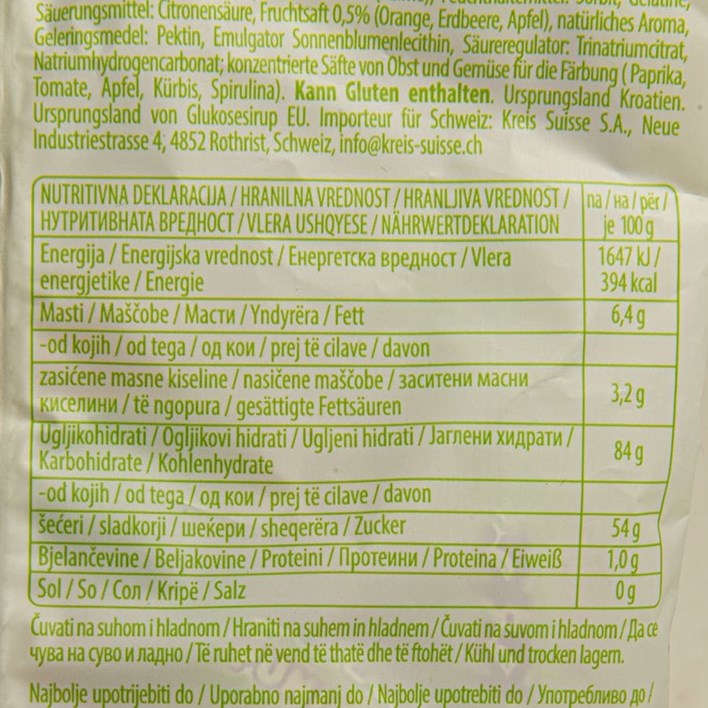 Säuerungsmittel: Citronensäure, Fruchtsaft 0,5% (Orange, Erdbeere, Apfel), natürliches Aroma,
Geleringsmedel: Pektin, Emulgator Sonnenblumenlecithin, Säureregulator: Trinatriumcitrat,
Natriumhydrogencarbonat; konzentrierte Säfte von Obst und Gemüse für die Färbung (Paprika,
Tomate, Apfel, Kürbis, Spirulina). Kann Gluten enthalten. Ursprungsland Kroatien.
Ursprungsland von Glukosesirup EU. Importeur für Schweiz: Kreis Suisse S.A., Neue
Industriestrasse 4, 4852 Rothrist, Schweiz, info@kreis-suisse.ch
NUTRITIVNA DEKLARACIJA / HRANILNA VREDNOST / HRANLJIVA VREDNOST / na / на / për /
НУТРИТИВНАТА ВРЕДНОСТ / VLERA USHQYESE / NÄHRWERTDEKLARATION je 100 g
Energija / Energijska vrednost / Енергетска вредност / Vlera 1647 kJ /
energjetike / Energie 394 kcal
Masti / Maščobe / Масти / Yndyrëra / Fett 6,4 g
-od kojih / od tega / од кои / prej të cilave / davon
zasićene masne kiseline / nasičene maščobe / заситени масни
киселини / të ngopura / gesättigte Fettsäuren 3,2 g
Ugljikohidrati / Ogljikovi hidrati / Ugljeni hidrati / Јаглени хидрати /
Karbohidrate / Kohlenhydrate 84 g
-od kojih / od tega / од кои / prej të cilave / davon
šećeri / sladkorji / шеќери / sheqerëra / Zucker 54 g
Bjelančevine / Beljakovine / Proteini / Протеини / Proteina / Eiweiß 1,0 g
Sol / So / Сол / Kripë / Salz 0 g
Čuvati na suhom i hladnom / Hraniti na suhem in hladnem / Čuvati na suvom i hladnom / Да се
чува на суво и ладно / Të ruhet në vend të thatë dhe të ftohët / Kühl und trocken lagern.
Najbolje upotrijebiti do / Uporabno najmanj do / Najbolje upotrebiti do / Употребливо до /